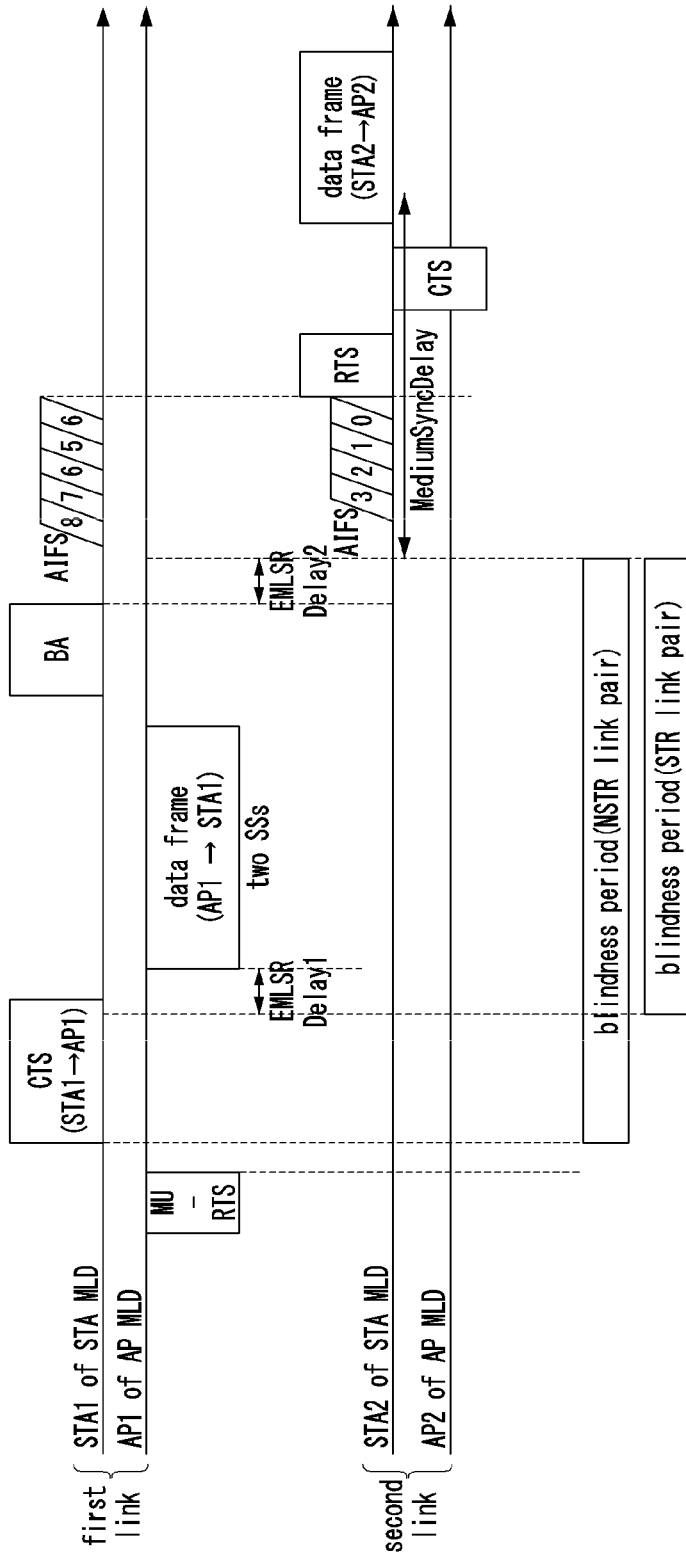 first
link
STA1 of STA MLD
AP1 of AP MLD
MU
-
RTS
CTS
(STA1→AP1)
EMLSR
Delay1
data frame
(AP1 → STA1)
two SSs
BA
EMLSR
Delay2
AIFS
8 7 6 5 6
second
link
STA2 of STA MLD
AP2 of AP MLD
AIFS
3 2 1 0
RTS
MediumSyncDelay
CTS
data frame
(STA2→AP2)
blindness period(NSTR link pair)
blindness period(STR link pair)